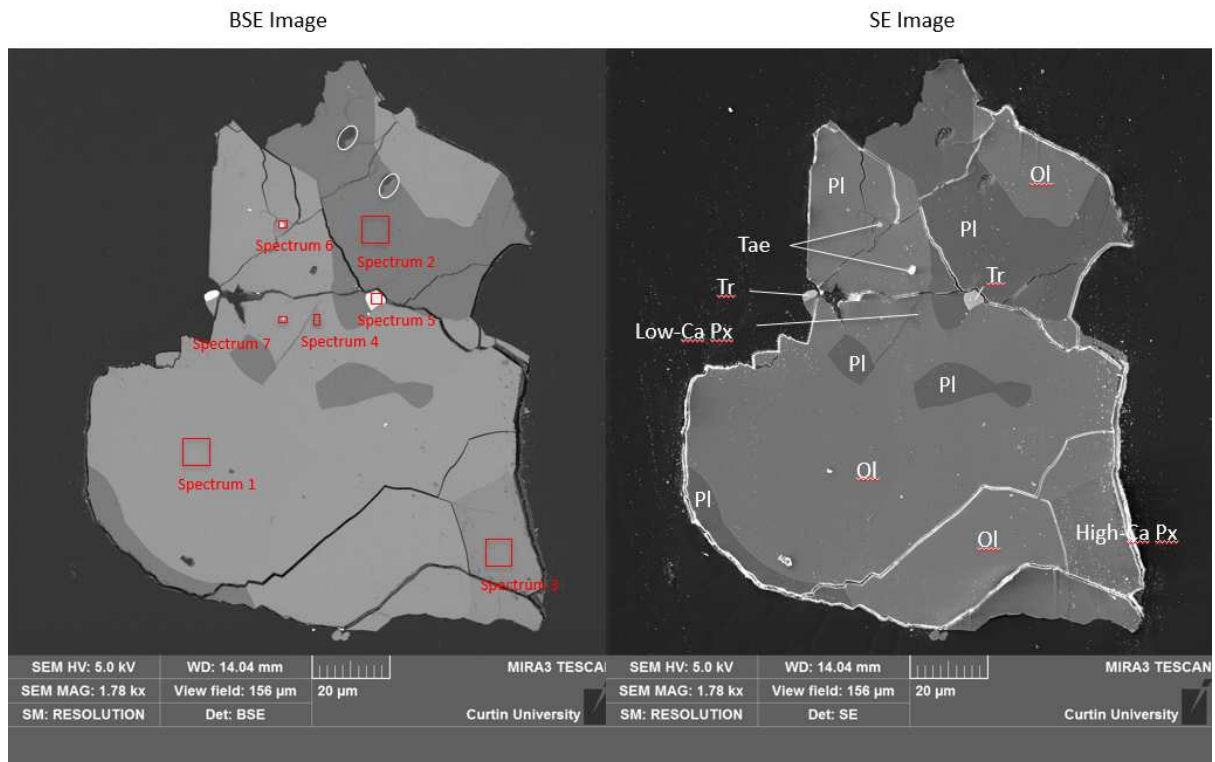 BSE Image
SE Image
Spectrum 6
Spectrum 2
Spectrum 5
Spectrum 7
Spectrum 4
Spectrum 1
Spectrum 3
Pl
Ol
Pl
Tae
Tr
Tr
Low-Ca Px
Pl
Pl
Ol
Pl
Ol
High-Ca Px
SEM HV: 5.0 kV WD: 14.04 mm MIRA3 TESCAN
SEM MAG: 1.78 kx View field: 156 µm 20 µm
SM: RESOLUTION Det: BSE Curtin University
SEM HV: 5.0 kV WD: 14.04 mm MIRA3 TESCAN
SEM MAG: 1.78 kx View field: 156 µm 20 µm
SM: RESOLUTION Det: SE Curtin University